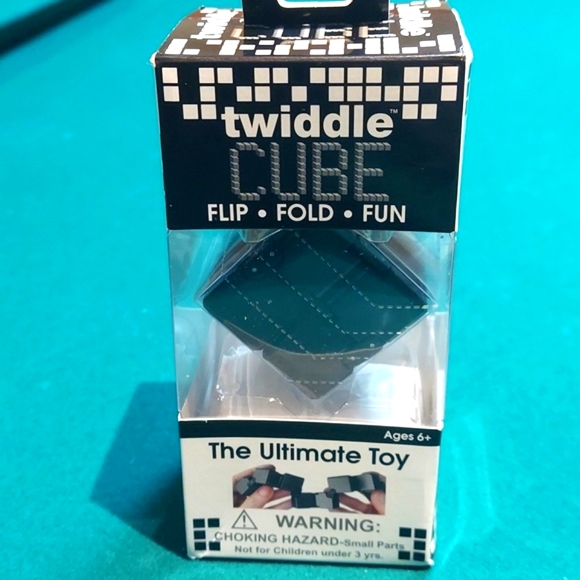 twiddle™
CUBE
FLIP • FOLD • FUN
Ages 6+
The Ultimate Toy
WARNING:
CHOKING HAZARD-Small Parts
Not for Children under 3 yrs.